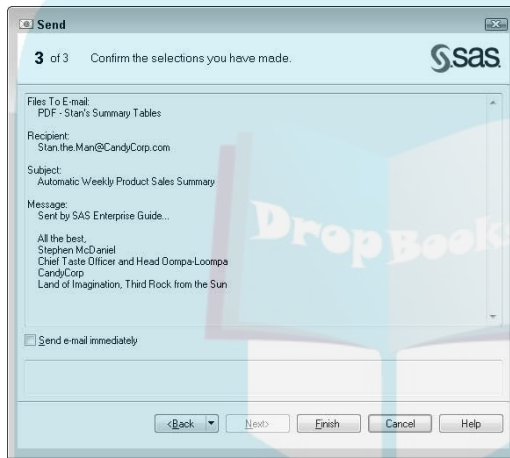 Send
3 of 3 Confirm the selections you have made.
sas
Files To E-mail:
PDF - Stan's Summary Tables
Recipient:
Stan.the.Man@CandyCorp.com
Subject:
Automatic Weekly Product Sales Summary
Message:
Sent by SAS Enterprise Guide...
All the best,
Stephen McDaniel
Chief Taste Officer and Head Oompa-Loompa
CandyCorp
Land of Imagination, Third Rock from the Sun
Drop Book
Send e-mail immediately
<Back Next> Finish Cancel Help